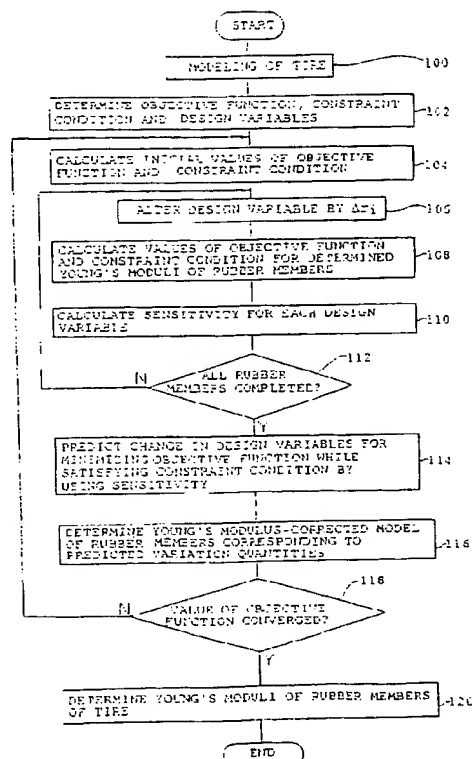 START
MODELING OF TIRE
100
DETERMINE OBJECTIVE FUNCTION, CONSTRAINT
CONDITION AND DESIGN VARIABLES
102
CALCULATE INITIAL VALUES OF OBJECTIVE
FUNCTION AND CONSTRAINT CONDITION
104
ALTER DESIGN VARIABLE BY Δri
106
CALCULATE VALUES OF OBJECTIVE FUNCTION
AND CONSTRAINT CONDITION FOR DETERMINED
YOUNG'S MODULI OF RUBBER MEMBERS
108
CALCULATE SENSITIVITY FOR EACH DESIGN
VARIABLE
110
112
N
ALL RUBBER
MEMBERS COMPLETED?
Y
PREDICT CHANGE IN DESIGN VARIABLES FOR
MINIMIZING OBJECTIVE FUNCTION WHILE
SATISFYING CONSTRAINT CONDITION BY
USING SENSITIVITY
114
DETERMINE YOUNG'S MODULUS-CORRECTED MODEL
OF RUBBER MEMBERS CORRESPONDING TO
PREDICTED VARIATION QUANTITIES
116
118
N
VALUE OF OBJECTIVE
FUNCTION CONVERGED?
Y
DETERMINE YOUNG'S MODULI OF RUBBER MEMBERS
OF TIRE
120
END